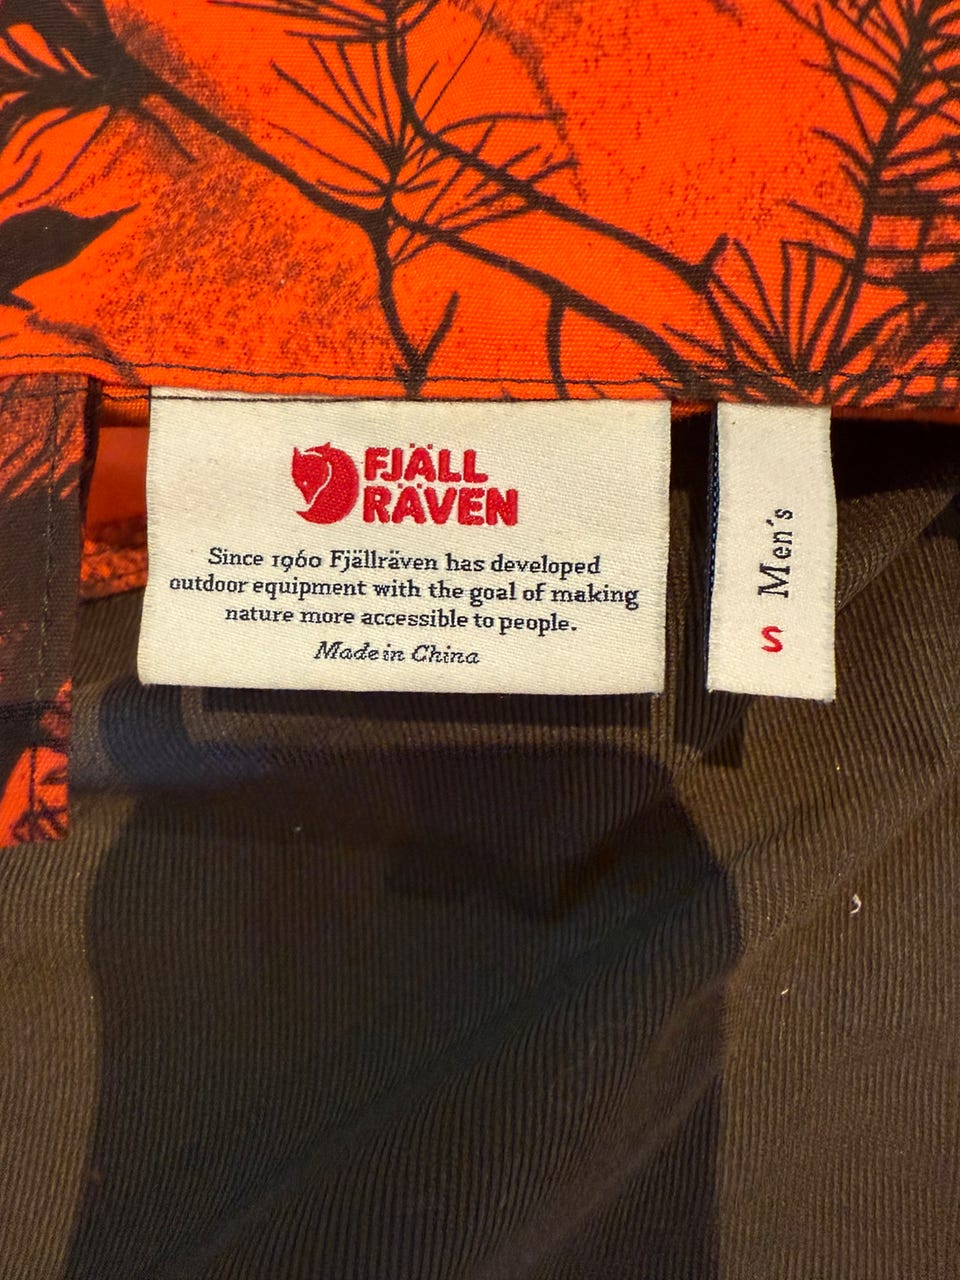 FJÄLL
RÄVEN
Since 1960 Fjällräven has developed
outdoor equipment with the goal of making
nature more accessible to people.
Made in China
Men's
S